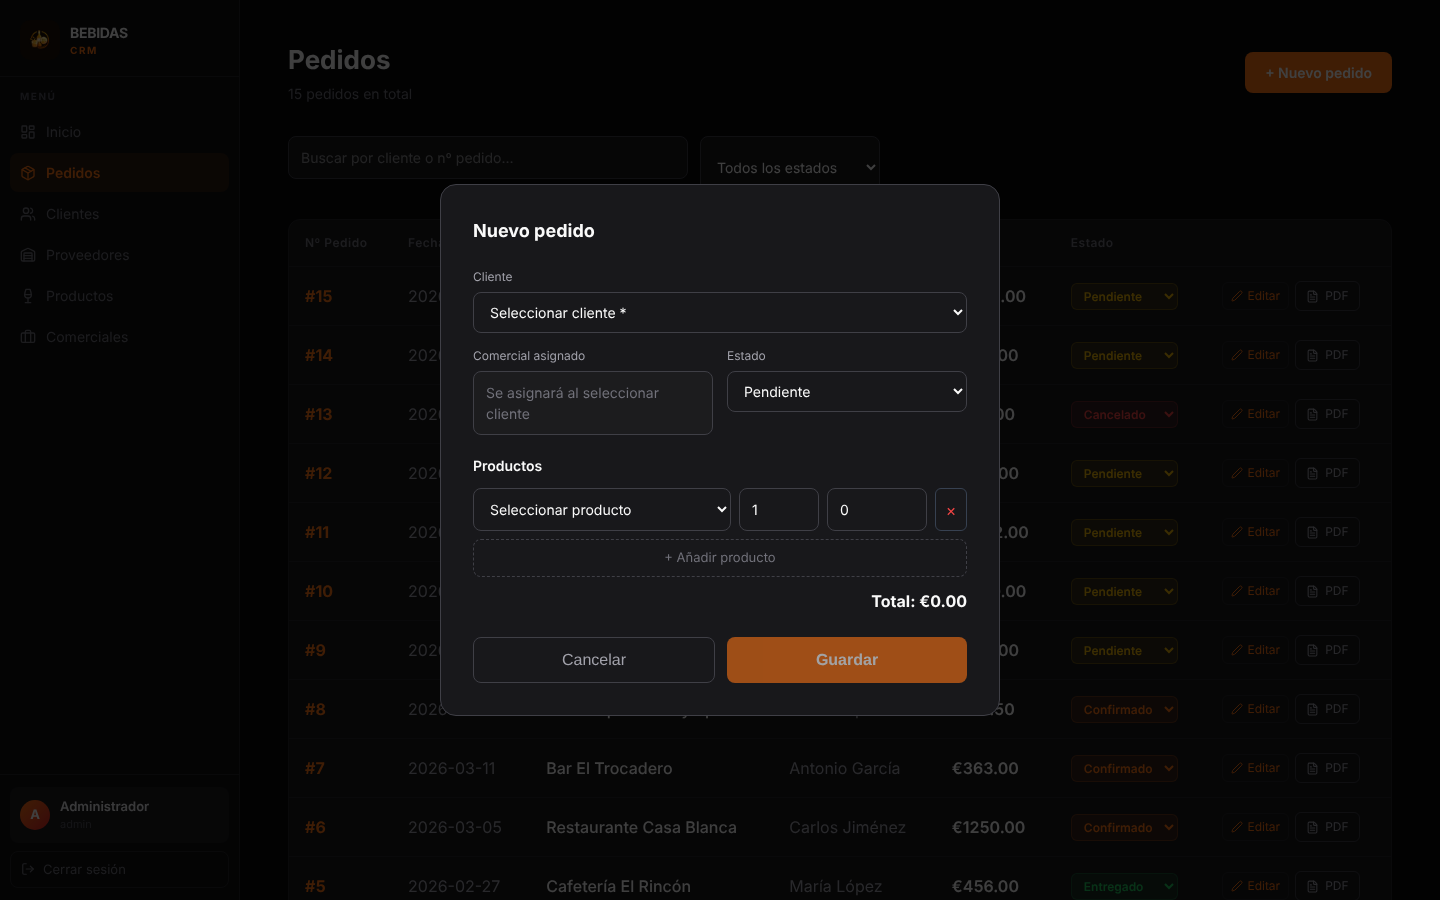 BEBIDAS
CRM
MENÚ
Inicio
Pedidos
Clientes
Proveedores
Productos
Comerciales
A
Administrador
admin
Cerrar sesión
Pedidos
15 pedidos en total
+ Nuevo pedido
Buscar por cliente o nº pedido...
Todos los estados
Nº Pedido Estado
#15 .00 Pendiente Editar PDF
#14 Pendiente Editar PDF
#13 Cancelado Editar PDF
#12 Pendiente Editar PDF
#11 Pendiente Editar PDF
#10 .00 Pendiente Editar PDF
#9 Pendiente Editar PDF
#8 Confirmado Editar PDF
#7 2026-03-11 Bar El Trocadero Antonio García €363.00 Confirmado Editar PDF
#6 2026-03-05 Restaurante Casa Blanca Carlos Jiménez €1250.00 Confirmado Editar PDF
#5 2026-02-27 Cafetería El Rincón María López €456.00 Entregado Editar PDF
Nuevo pedido
Cliente
Seleccionar cliente *
Comercial asignado Estado
Se asignará al seleccionar
cliente
Pendiente
Productos
Seleccionar producto 1 0 ×
+ Añadir producto
Total: €0.00
Cancelar Guardar